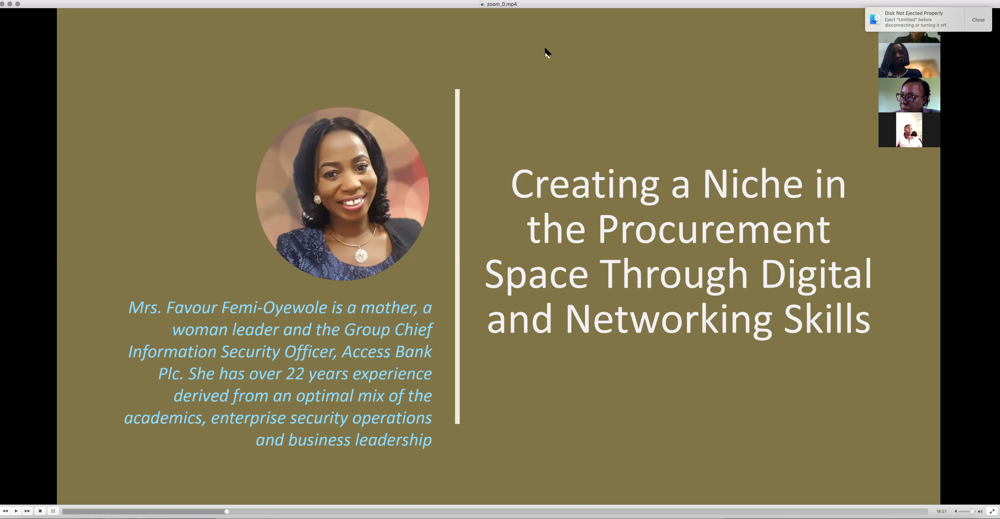 zoom_0.mp4
Disk Not Ejected Properly
Eject “Untitled” before
disconnecting or turning it off.
Close
Mrs. Favour Femi-Oyewole is a mother, a
woman leader and the Group Chief
Information Security Officer, Access Bank
Plc. She has over 22 years experience
derived from an optimal mix of the
academics, enterprise security operations
and business leadership
Creating a Niche in
the Procurement
Space Through Digital
and Networking Skills
18:27